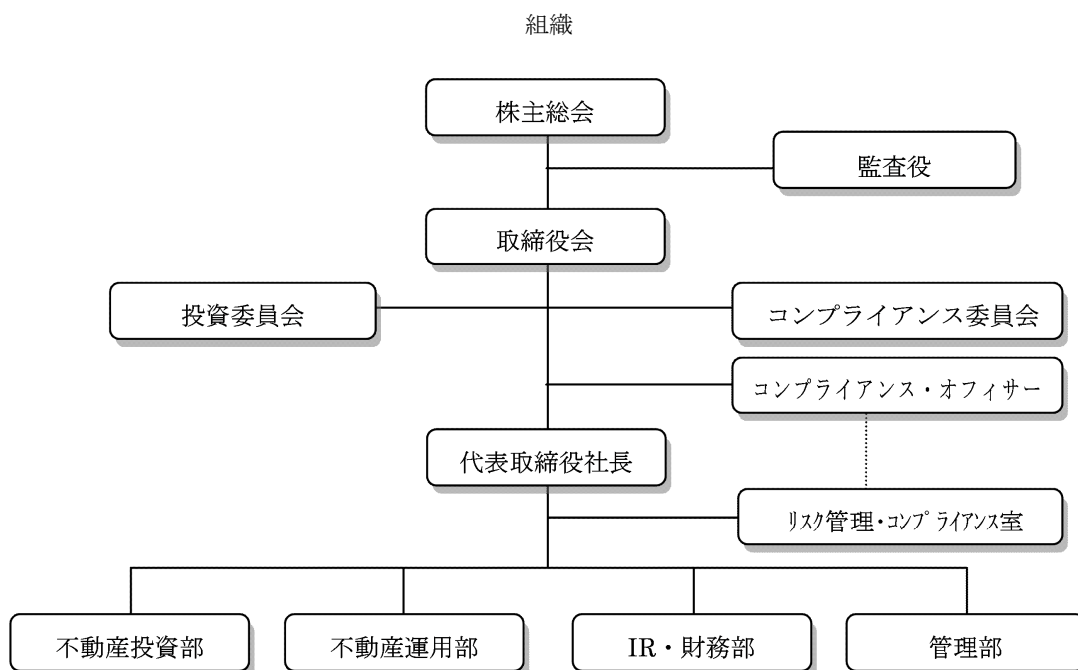 組織
株主総会
監査役
取締役会
投資委員会
コンプライアンス委員会
コンプライアンス・オフィサー
代表取締役社長
ﾘｽｸ管理・ｺﾝﾌﾟﾗｲｱﾝｽ室
不動産投資部
不動産運用部
IR・財務部
管理部